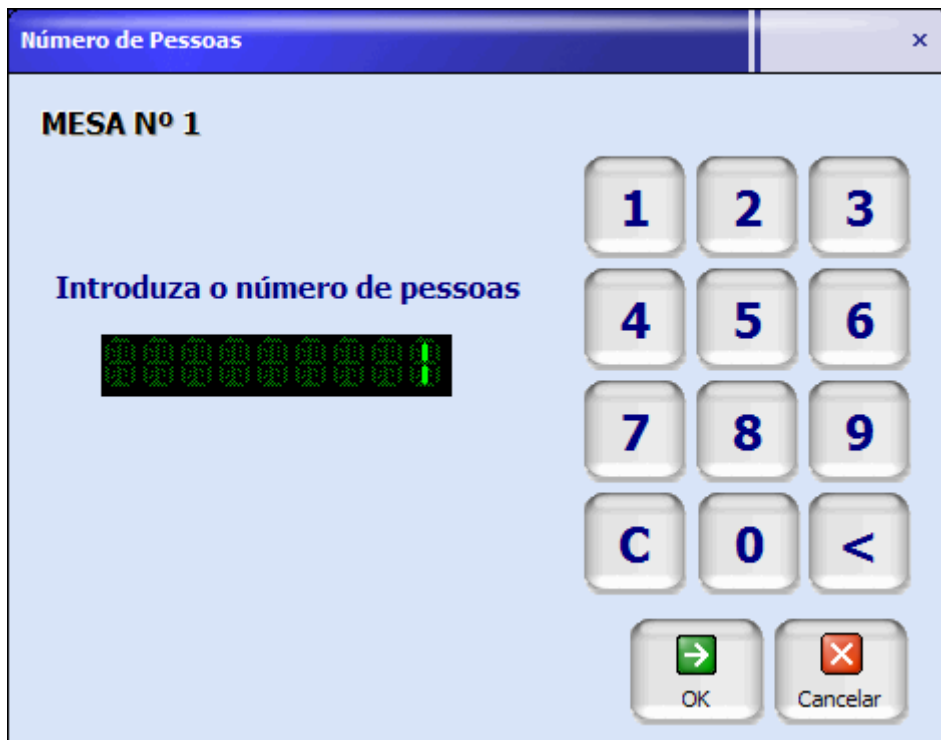 Número de Pessoas
MESA Nº 1
1 2 3
Introduza o número de pessoas
4 5 6
1
7 8 9
C 0 <
OK Cancelar